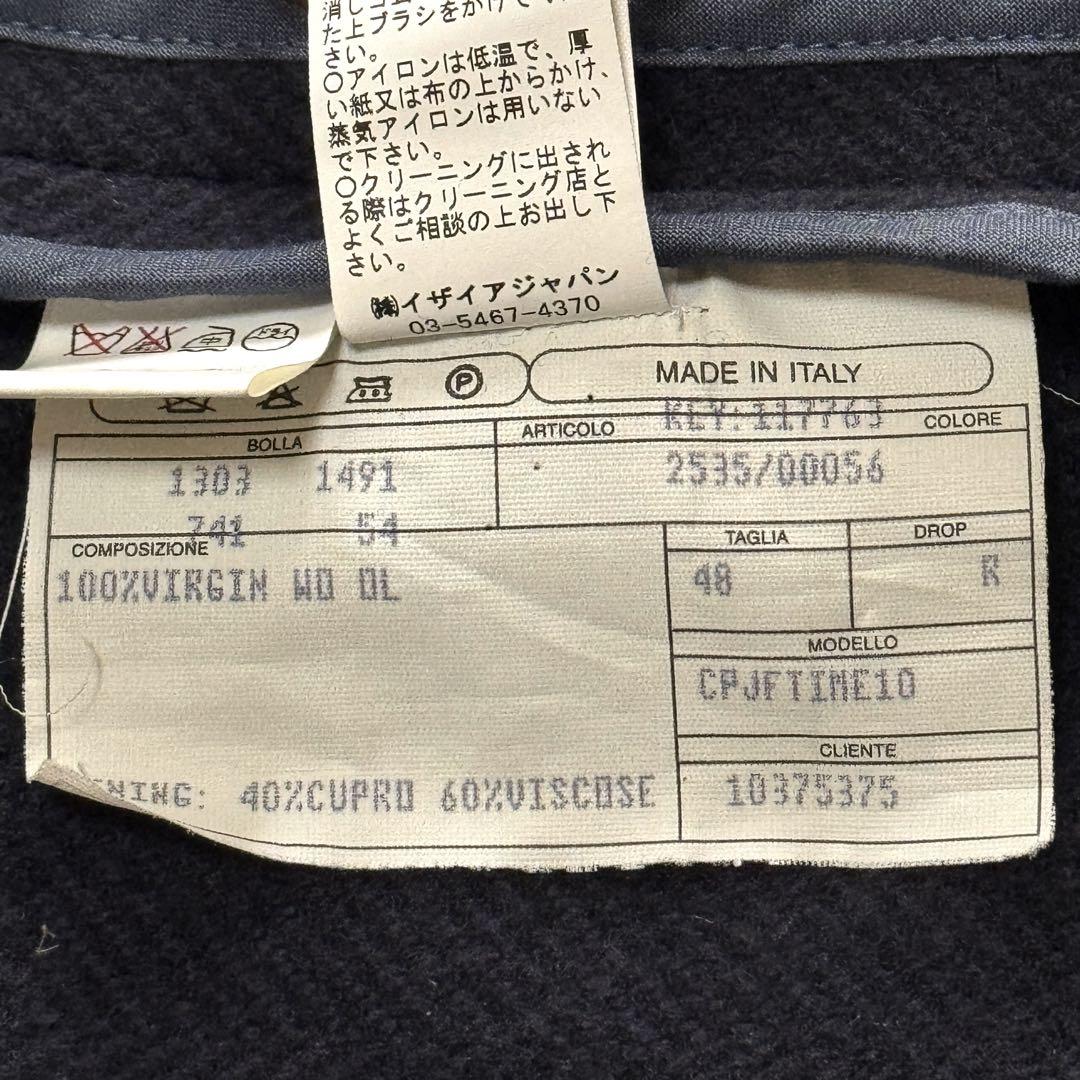 た上ブラシをかけて
さい。
○アイロンは低温で、厚
い紙又は布の上からかけ、
蒸気アイロンは用いない
で下さい。
○クリーニングに出され
る際はクリーニング店と
よくご相談の上お出し下
さい。
㈱イザイアジャパン
03-5467-4370
中
ドライ
P
MADE IN ITALY
KEY:117763
BOLLA
ARTICOLO
COLORE
1303 1491
2535/00056
741 54
COMPOSIZIONE
TAGLIA
DROP
100%VIRGIN WO OL
48
R
MODELLO
CPJFTIME10
CLIENTE
NING: 40%CUPRO 60%VISCOSE
10375375